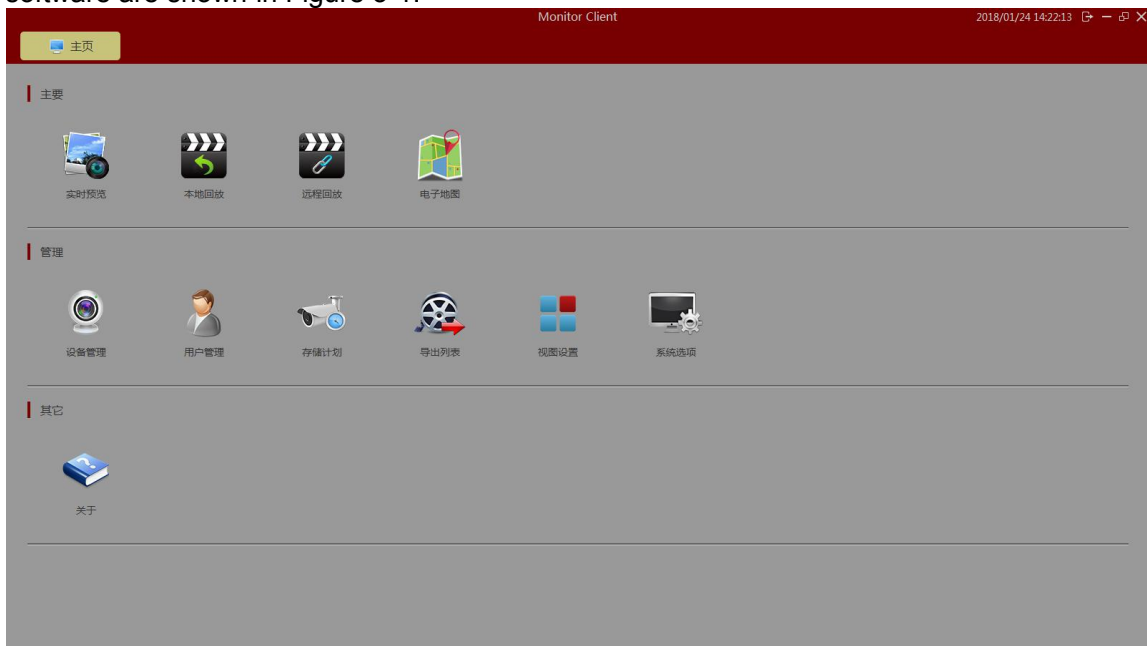 software are shown in Figure
Monitor Client
2018/01/24 14:22:13
主页
主要
实时预览
本地回放
远程回放
电子地图
管理
设备管理
用户管理
存储计划
导出列表
视图设置
系统选项
其它
关于